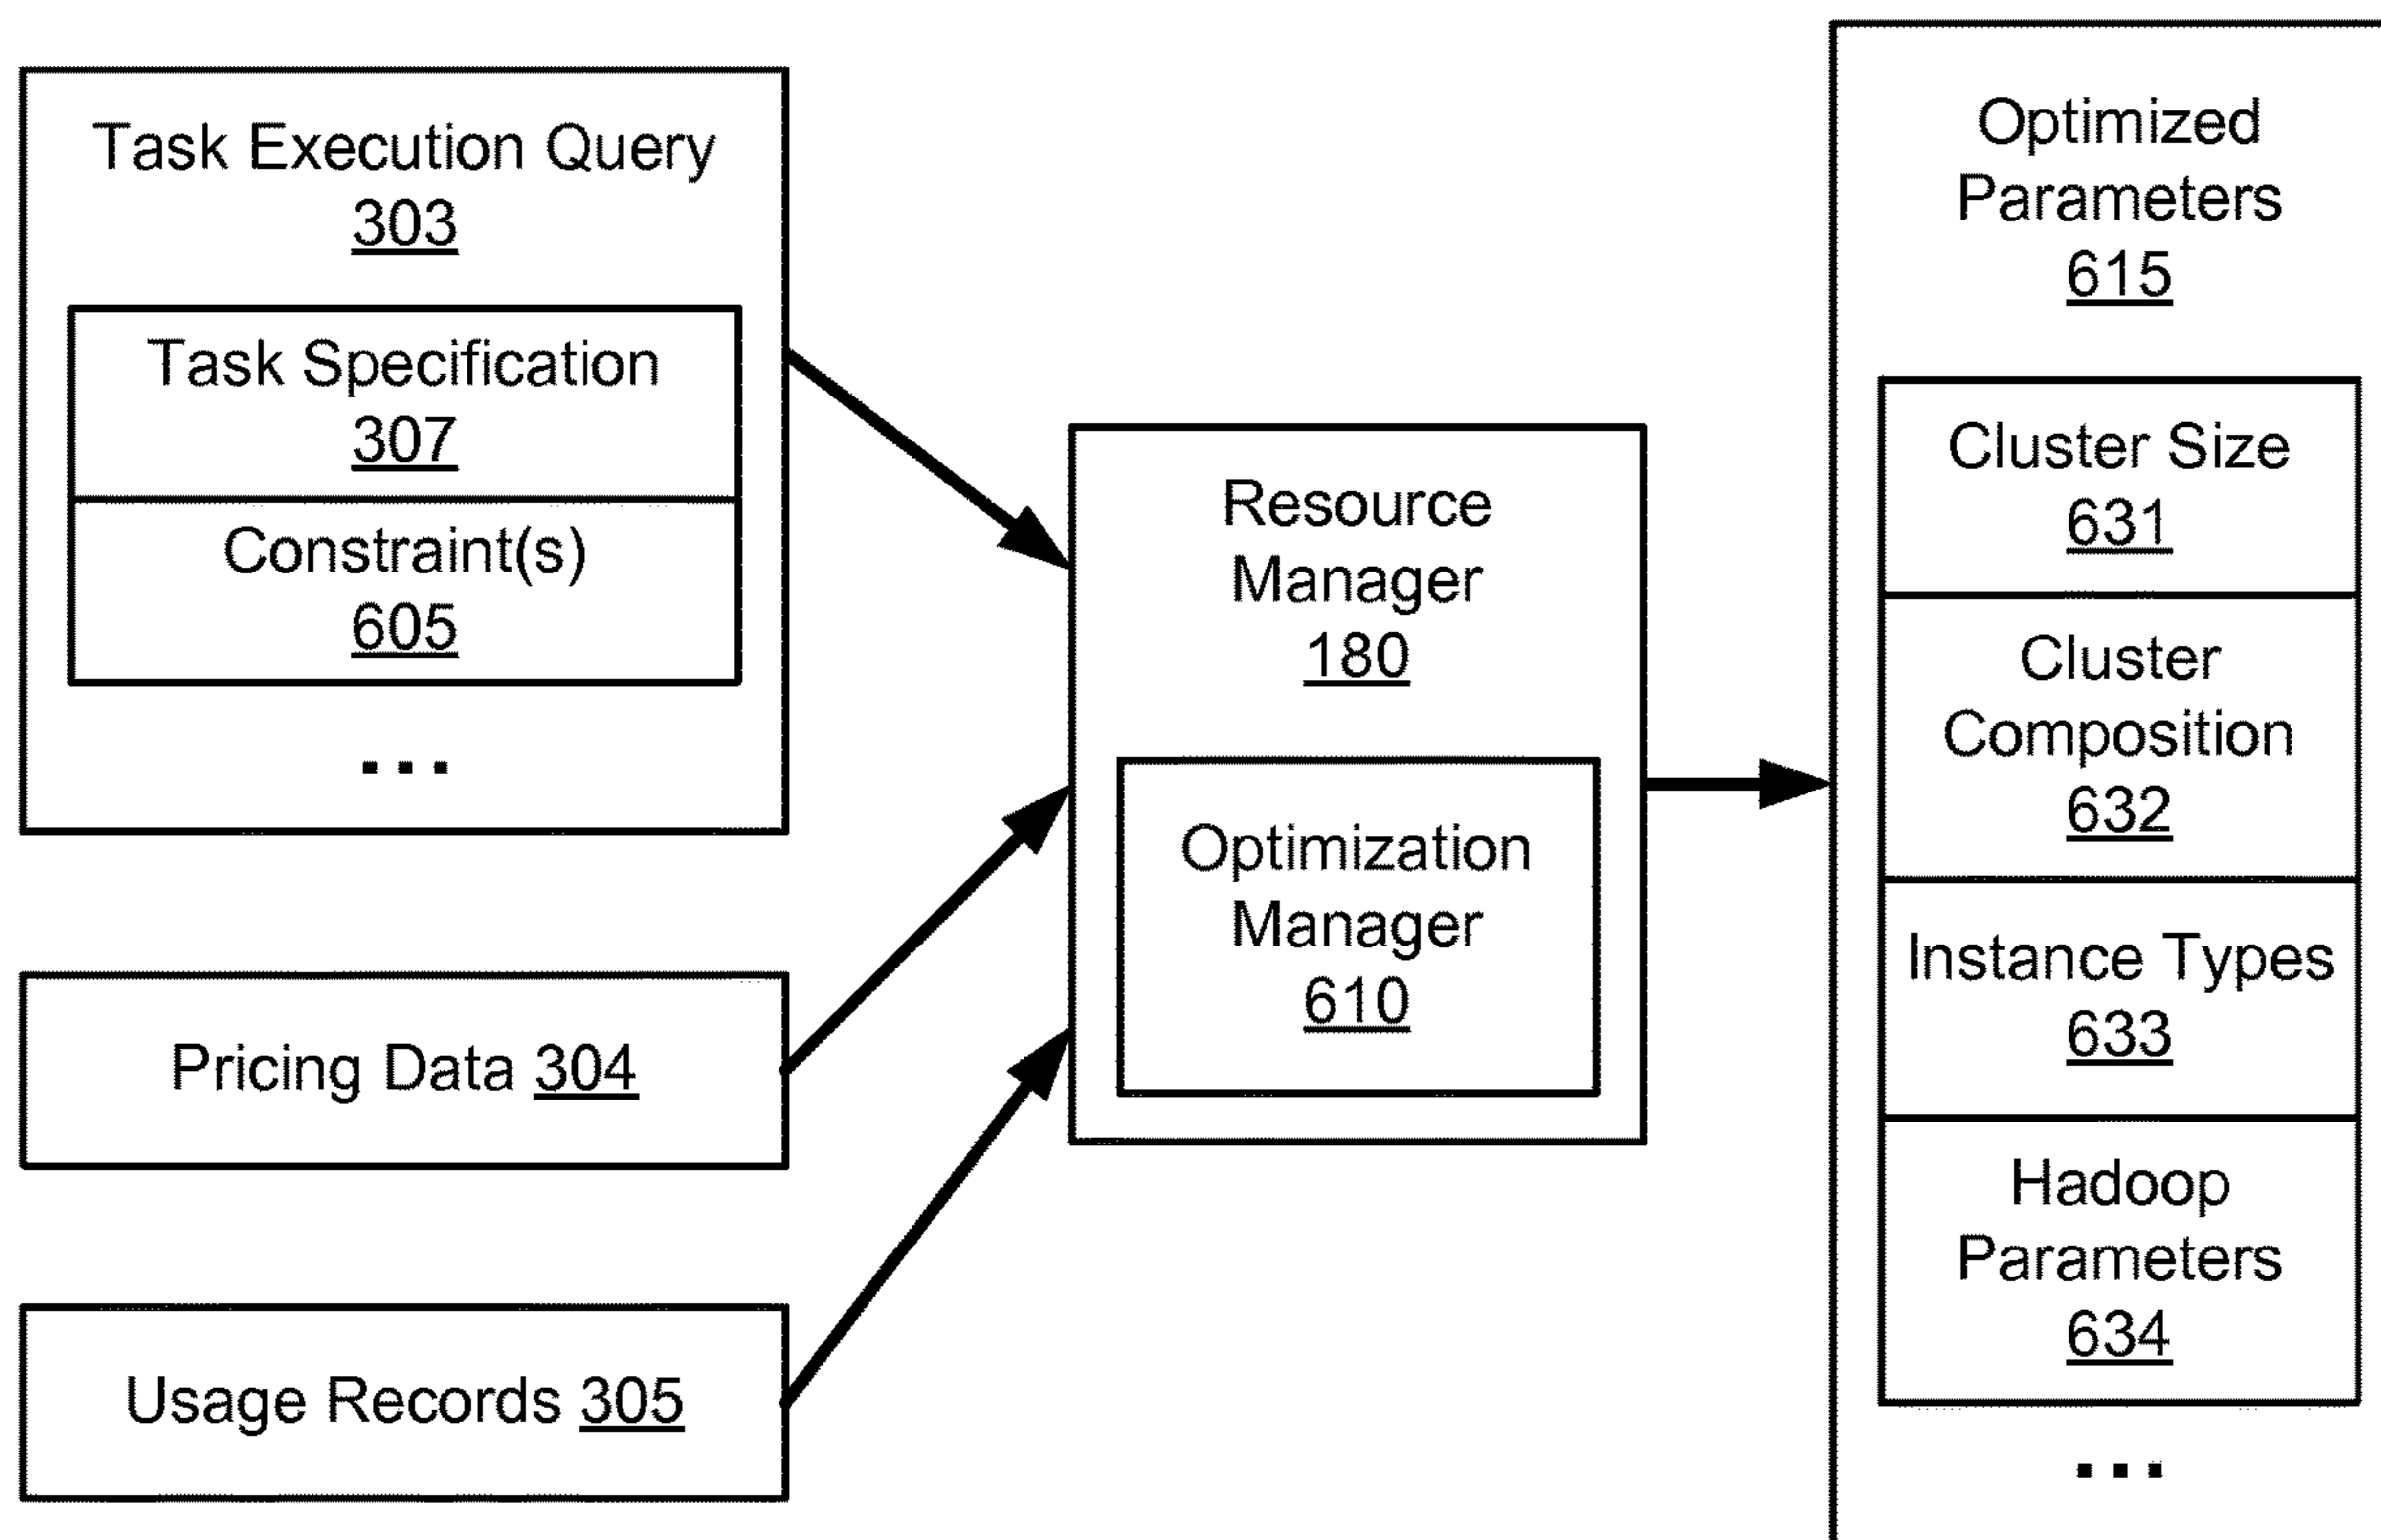 Task Execution Query
303
Task Specification
307
Constraint(s)
605
...
Pricing Data 304
Usage Records 305
Resource
Manager
180
Optimization
Manager
610
Optimized
Parameters
615
Cluster Size
631
Cluster
Composition
632
Instance Types
633
Hadoop
Parameters
634
...